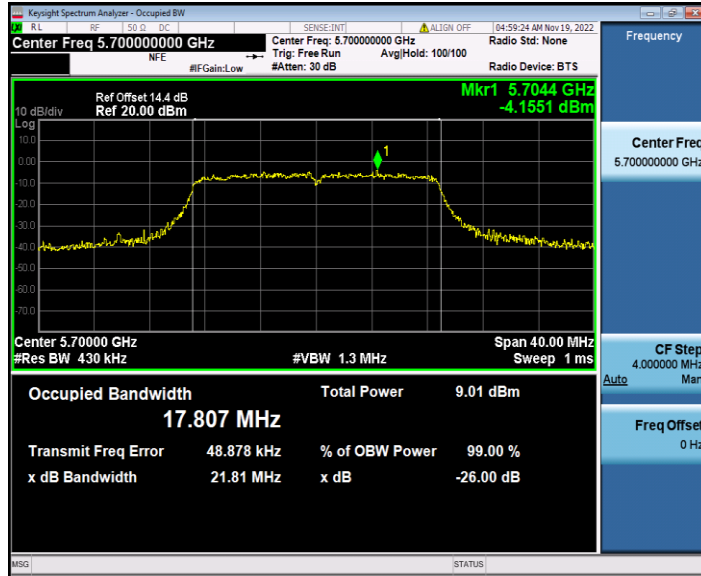 Keysight Spectrum Analyzer - Occupied BW
LXI RL RF 50 Ω DC SENSE:INT ALIGN OFF 04:59:24 AM Nov 19, 2022
Center Freq 5.700000000 GHz
NFE
#IFGain:Low
Center Freq: 5.700000000 GHz
Trig: Free Run Avg|Hold: 100/100
#Atten: 30 dB
Radio Std: None
Radio Device: BTS
Ref Offset 14.4 dB
10 dB/div Ref 20.00 dBm
Mkr1 5.7044 GHz
-4.1551 dBm
Log
10.0
0.00
-10.0
-20.0
-30.0
-40.0
-50.0
-60.0
-70.0
1
Center 5.70000 GHz Span 40.00 MHz
#Res BW 430 kHz #VBW 1.3 MHz Sweep 1 ms
Occupied Bandwidth Total Power 9.01 dBm
17.807 MHz
Transmit Freq Error 48.878 kHz % of OBW Power 99.00 %
x dB Bandwidth 21.81 MHz x dB -26.00 dB
Frequency
Center Freq
5.700000000 GHz
CF Step
4.000000 MHz
Auto Man
Freq Offset
0 Hz
MSG STATUS